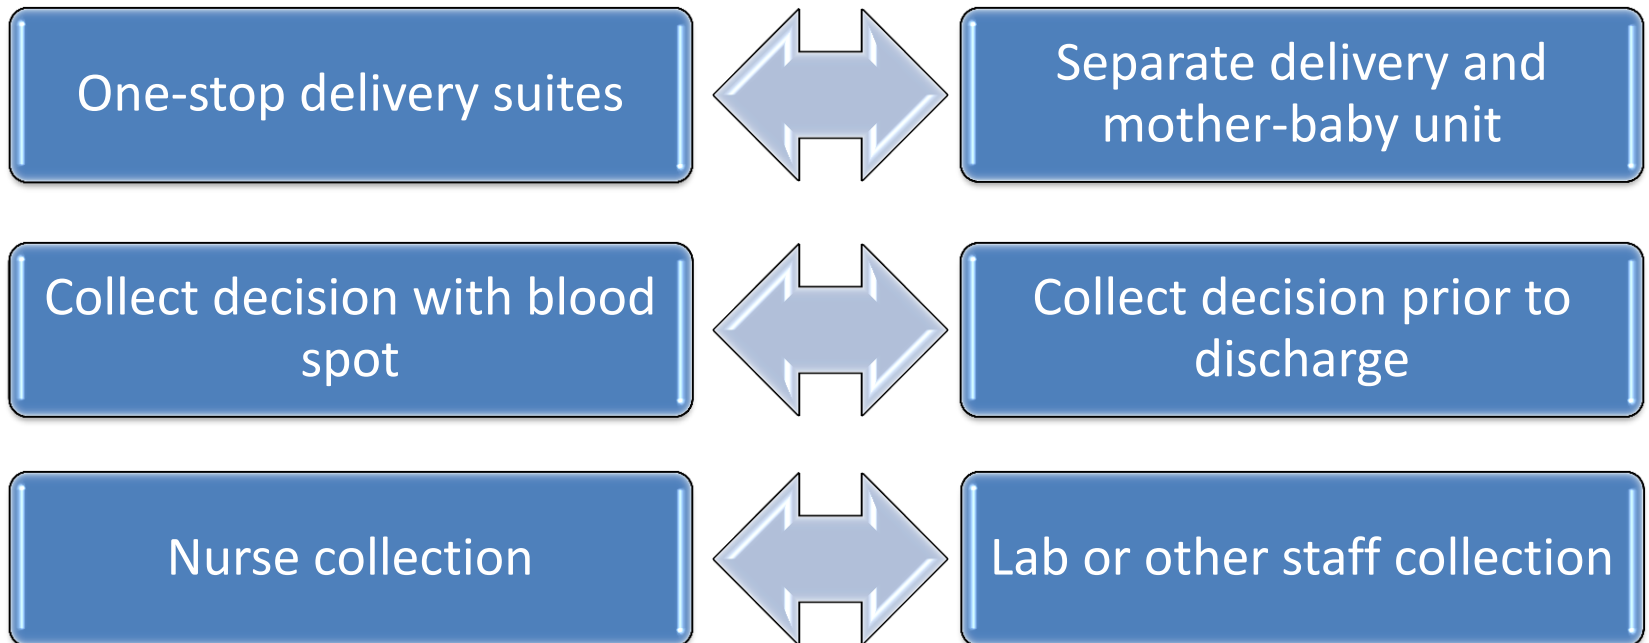 One-stop delivery suites
Separate delivery and
mother-baby unit
Collect decision with blood
spot
Collect decision prior to
discharge
Nurse collection
Lab or other staff collection